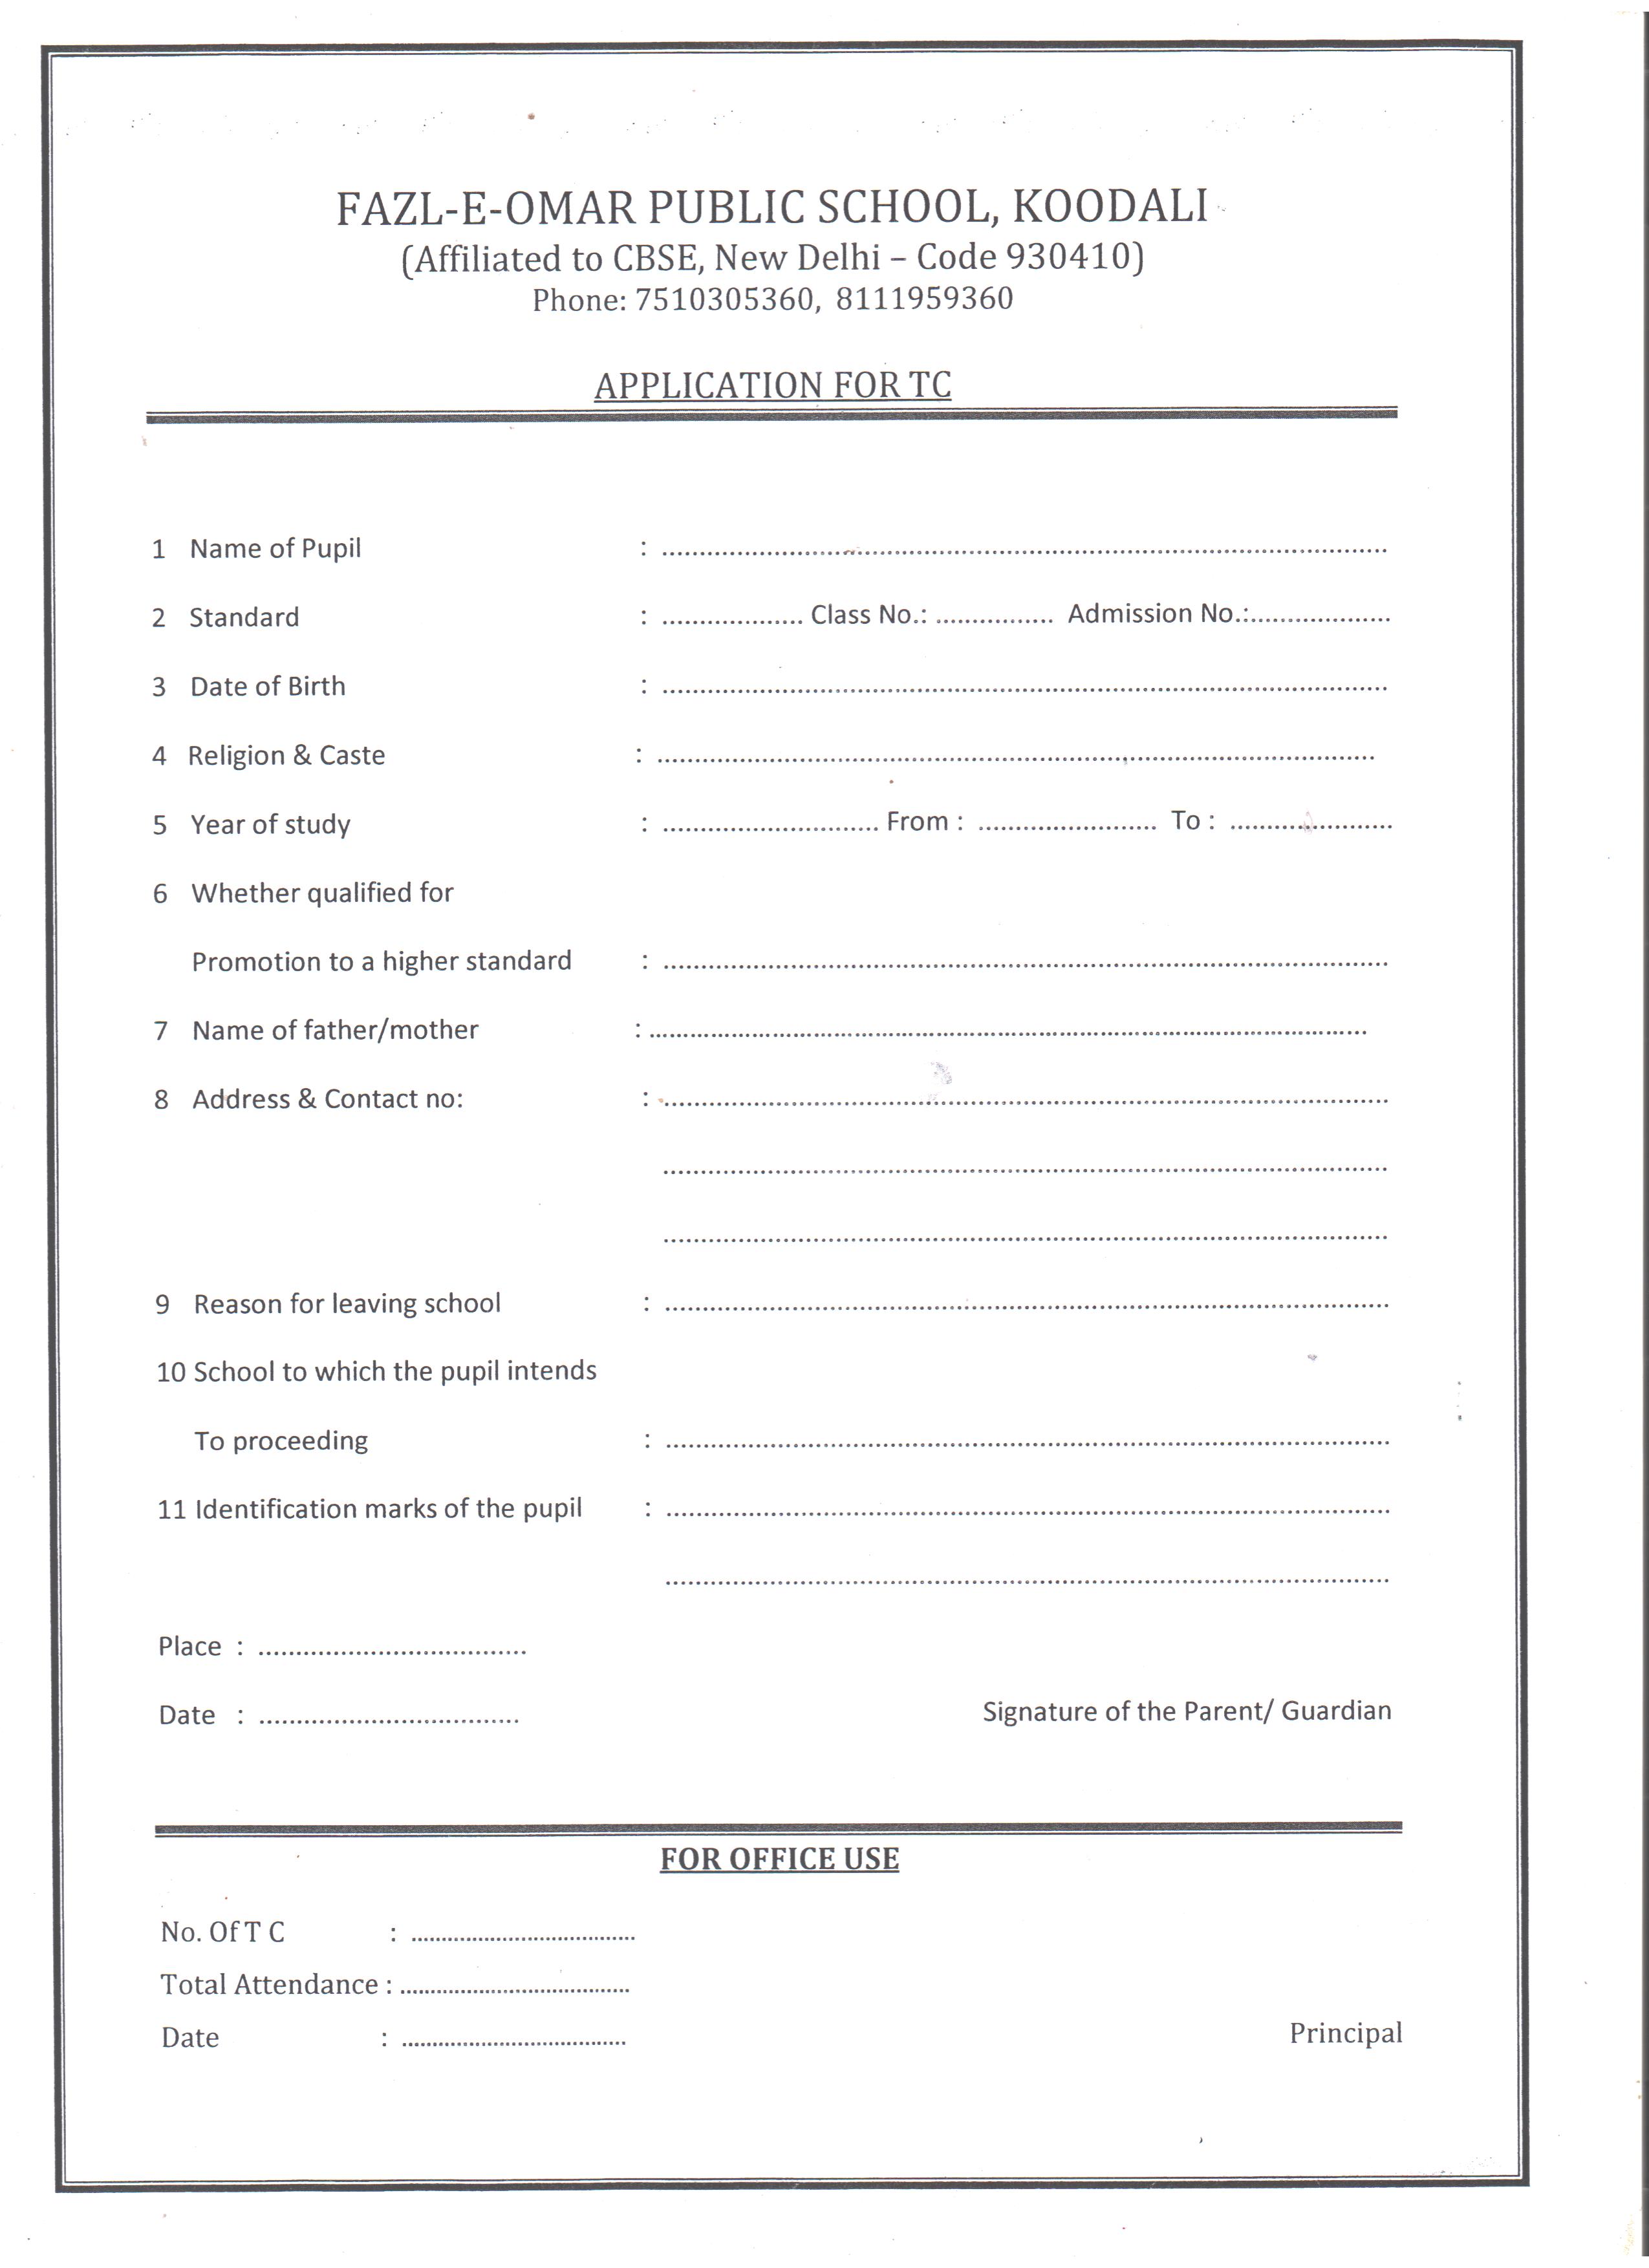 FAZL-E-OMAR PUBLIC SCHOOL, KOODALI
(Affiliated to CBSE, New Delhi – Code 930410)
Phone: 7510305360, 8111959360
APPLICATION FOR TC
1 Name of Pupil : ..........................................................
2 Standard : ................... Class No.: ................ Admission No.:...................
3 Date of Birth : ..........................................................
4 Religion & Caste : ..........................................................
5 Year of study : ............................. From : ........................ To : ......................
6 Whether qualified for
Promotion to a higher standard : ..........................................................
7 Name of father/mother : ..........................................................
8 Address & Contact no: : ..........................................................
..........................................................
..........................................................
9 Reason for leaving school : ..........................................................
10 School to which the pupil intends
To proceeding : ..........................................................
11 Identification marks of the pupil : ..........................................................
..........................................................
Place : ....................................
Date : ...................................
Signature of the Parent/ Guardian
FOR OFFICE USE
No. Of T C : ..................................
Total Attendance : ...................................
Date : ..................................
Principal